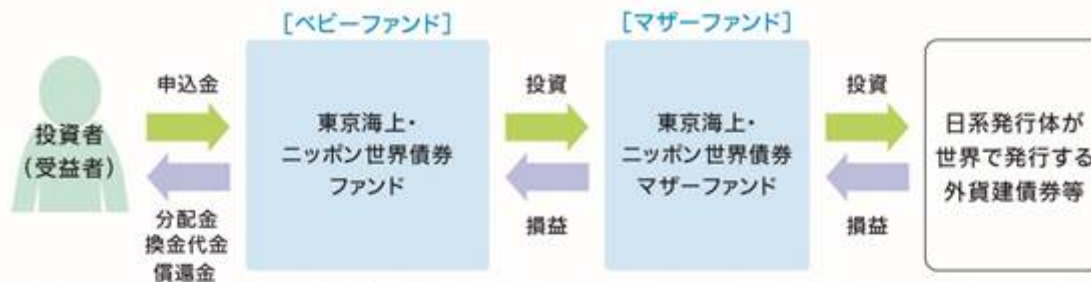 [ベビーファンド]
[マザーファンド]
投資者
(受益者)
申込金
分配金
換金代金
償還金
東京海上・
ニッポン世界債券
ファンド
投資
損益
東京海上・
ニッポン世界債券
マザーファンド
投資
損益
日系発行体が
世界で発行する
外貨建債券等